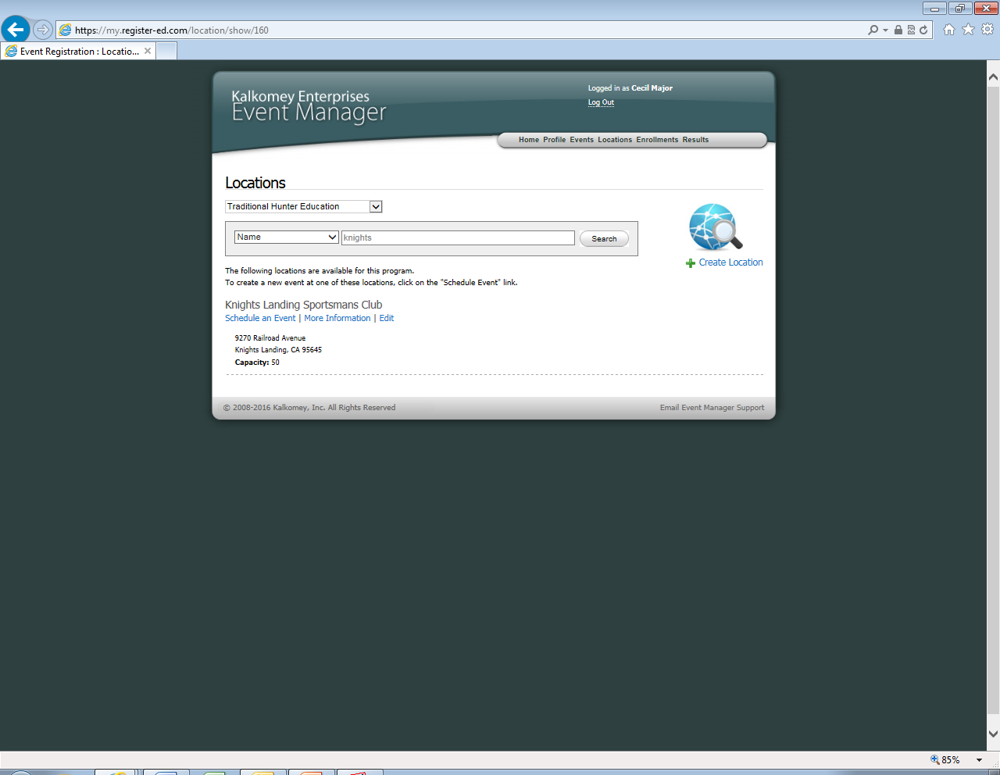 https://my.register-ed.com/location/show/160
Event Registration : Locatio...
Kalkomey Enterprises
Event Manager
Logged in as Cecil Major
Log Out
Home Profile Events Locations Enrollments Results
Locations
Traditional Hunter Education
Name knights Search
Create Location
The following locations are available for this program.
To create a new event at one of these locations, click on the "Schedule Event" link.
Knights Landing Sportsmans Club
Schedule an Event | More Information | Edit
9270 Railroad Avenue
Knights Landing, CA 95645
Capacity: 50
© 2008-2016 Kalkomey, Inc. All Rights Reserved
Email Event Manager Support
85%